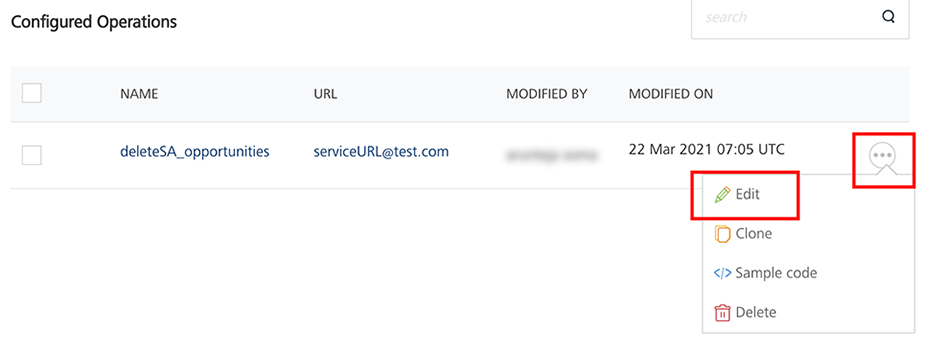 Configured Operations
search
NAME URL MODIFIED BY MODIFIED ON
deleteSA_opportunities serviceURL@test.com 22 Mar 2021 07:05 UTC
Edit
Clone
</> Sample code
Delete